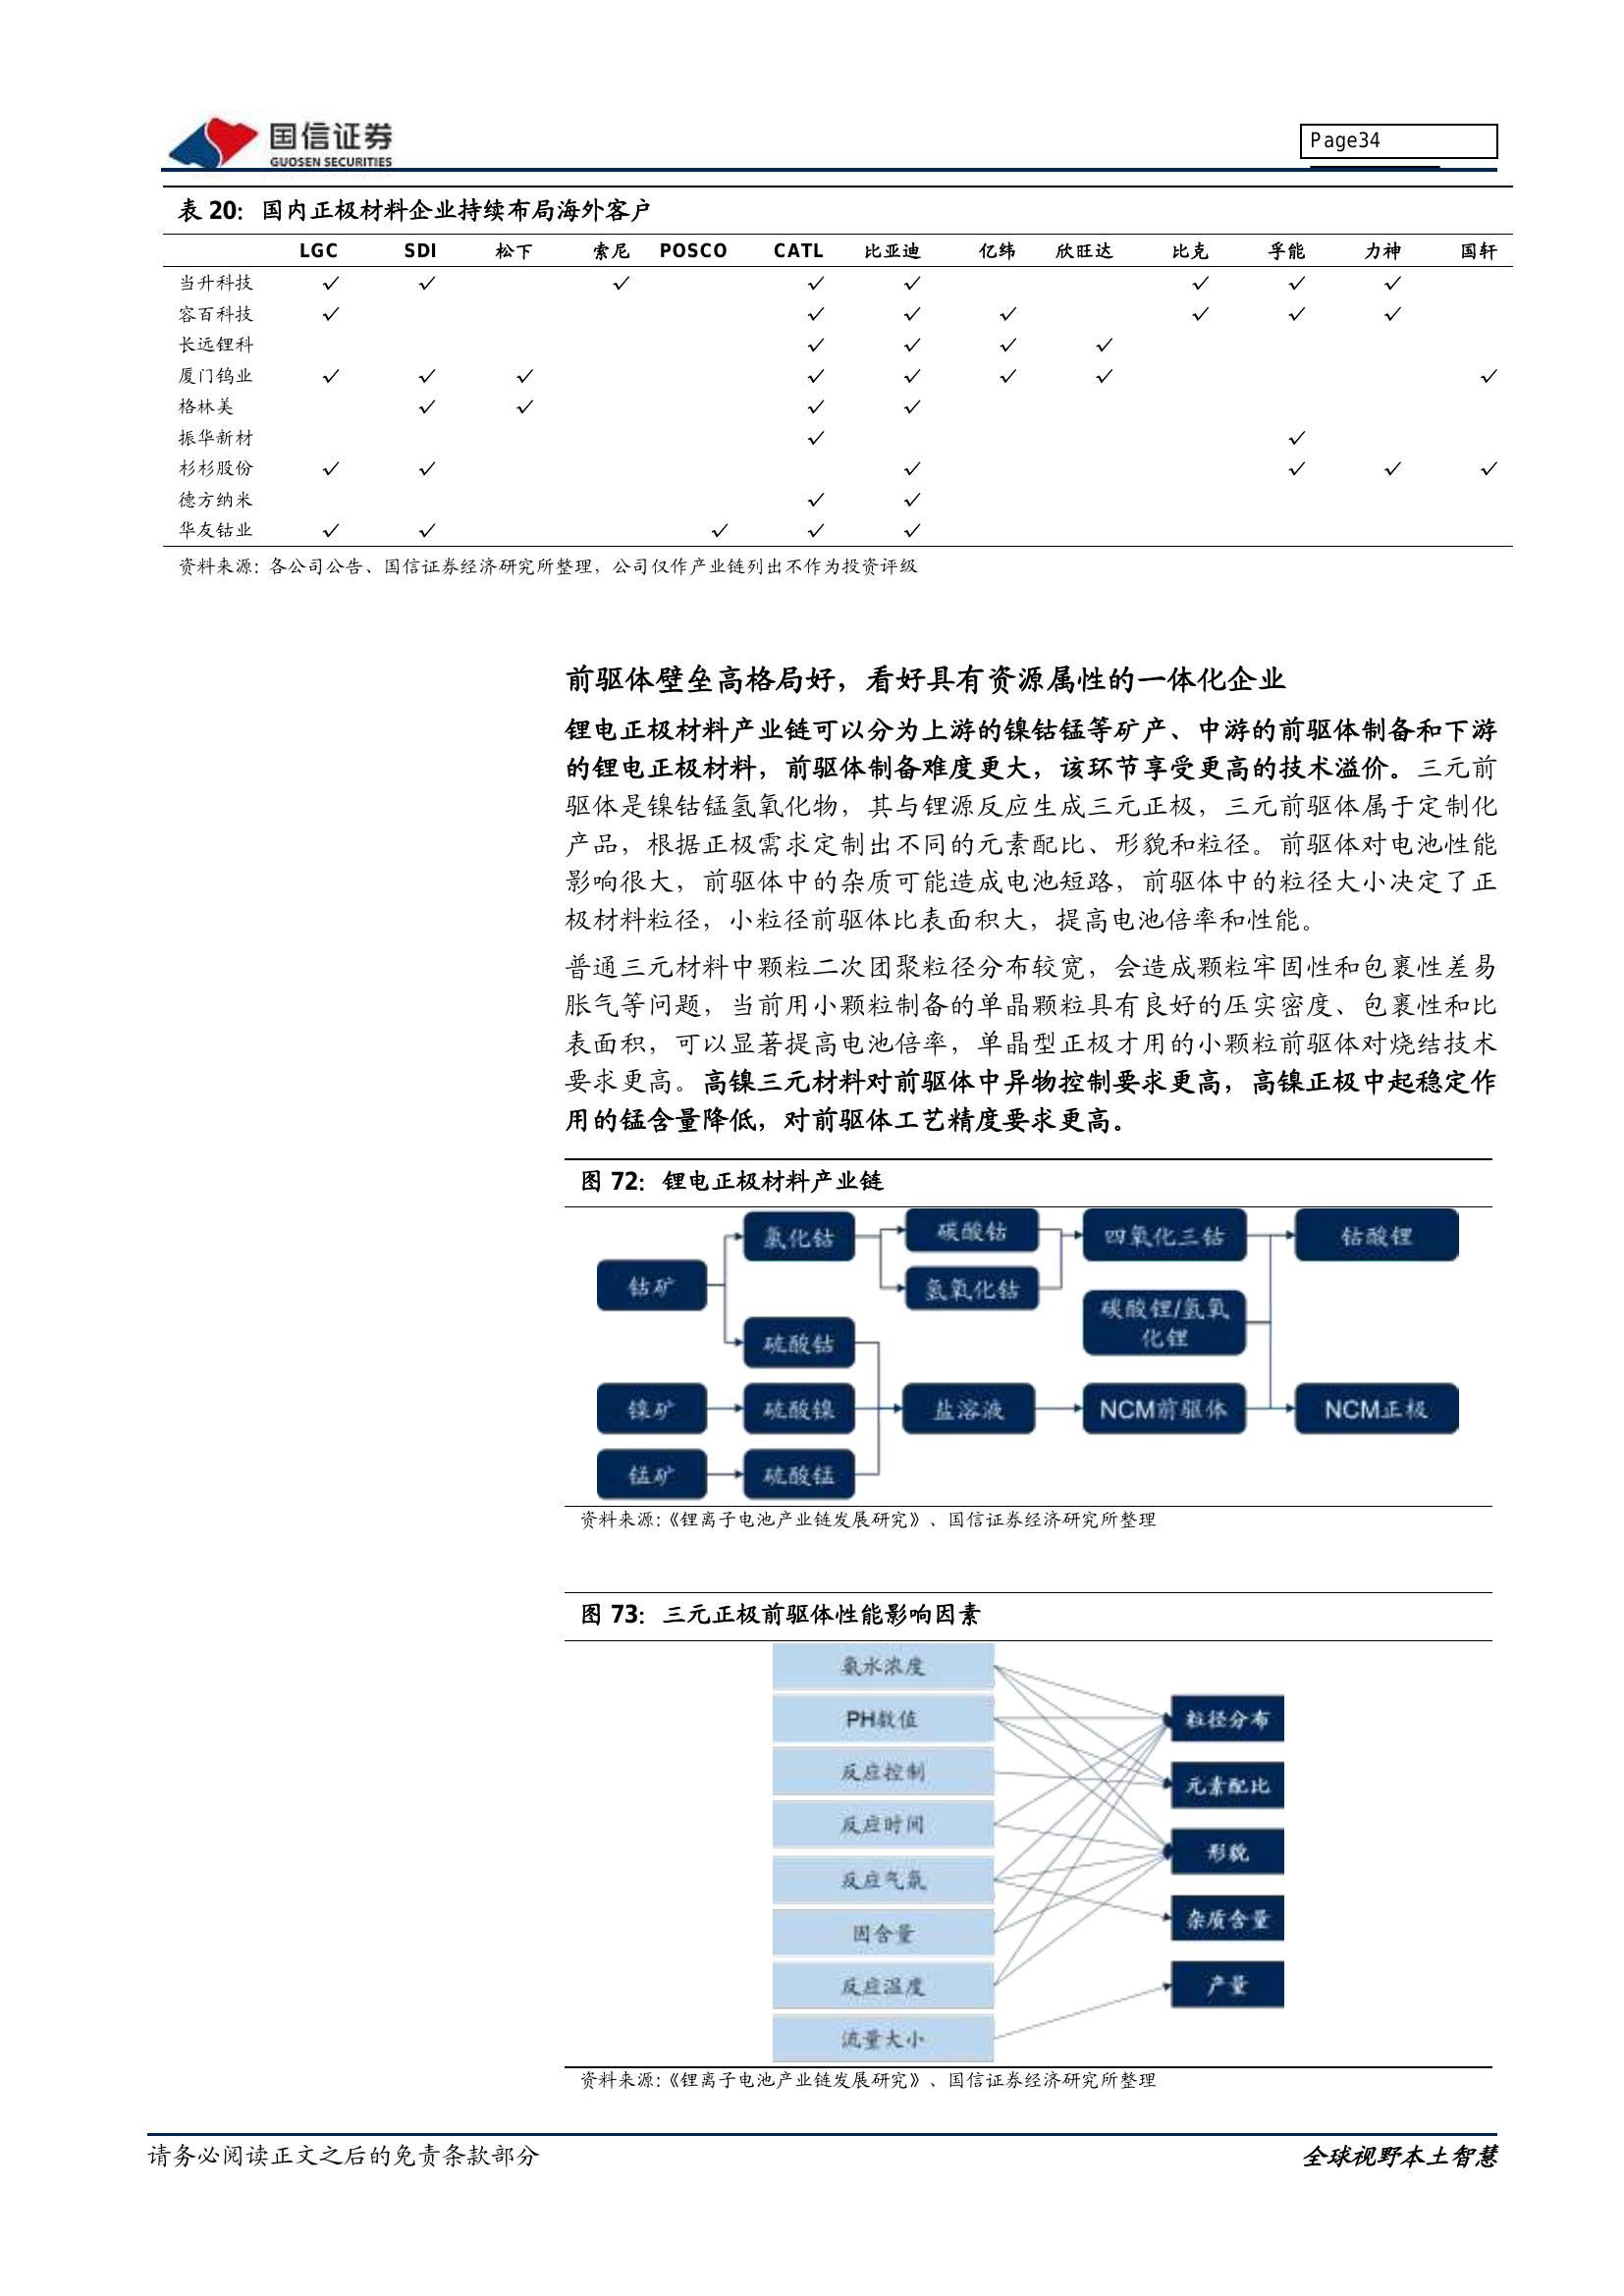 国信证券
GUOSEN SECURITIES
Page34
表 20：国内正极材料企业持续布局海外客户
LGC SDI 松下 索尼 POSCO CATL 比亚迪 亿纬 欣旺达 比克 孚能 力神 国轩
当升科技 √ √ √ √ √ √ √ √
容百科技 √ √ √ √ √ √ √
长远锂科 √ √ √ √
厦门钨业 √ √ √ √ √ √ √ √
格林美 √ √ √ √
振华新材 √ √
杉杉股份 √ √ √ √ √ √
德方纳米 √ √
华友钴业 √ √ √ √ √
资料来源：各公司公告、国信证券经济研究所整理，公司仅作产业链列出不作为投资评级
前驱体壁垒高格局好，看好具有资源属性的一体化企业
锂电正极材料产业链可以分为上游的镍钴锰等矿产、中游的前驱体制备和下游
的锂电正极材料，前驱体制备难度更大，该环节享受更高的技术溢价。三元前
驱体是镍钴锰氢氧化物，其与锂源反应生成三元正极，三元前驱体属于定制化
产品，根据正极需求定制出不同的元素配比、形貌和粒径。前驱体对电池性能
影响很大，前驱体中的杂质可能造成电池短路，前驱体中的粒径大小决定了正
极材料粒径，小粒径前驱体比表面积大，提高电池倍率和性能。
普通三元材料中颗粒二次团聚粒径分布较宽，会造成颗粒牢固性和包裹性差易
胀气等问题，当前用小颗粒制备的单晶颗粒具有良好的压实密度、包裹性和比
表面积，可以显著提高电池倍率，单晶型正极才用的小颗粒前驱体对烧结技术
要求更高。高镍三元材料对前驱体中异物控制要求更高，高镍正极中起稳定作
用的锰含量降低，对前驱体工艺精度要求更高。
图 72：锂电正极材料产业链
氯化钴 碳酸钴 四氧化三钴 钴酸锂
钴矿 氢氧化钴
碳酸锂/氢氧
化锂
硫酸钴
镍矿 硫酸镍 盐溶液 NCM前驱体 NCM正极
锰矿 硫酸锰
资料来源：《锂离子电池产业链发展研究》、国信证券经济研究所整理
图 73：三元正极前驱体性能影响因素
氨水浓度
PH数值 粒径分布
反应控制 元素配比
反应时间 形貌
反应气氛
固含量 杂质含量
反应温度 产量
流量大小
资料来源：《锂离子电池产业链发展研究》、国信证券经济研究所整理
请务必阅读正文之后的免责条款部分 全球视野本土智慧